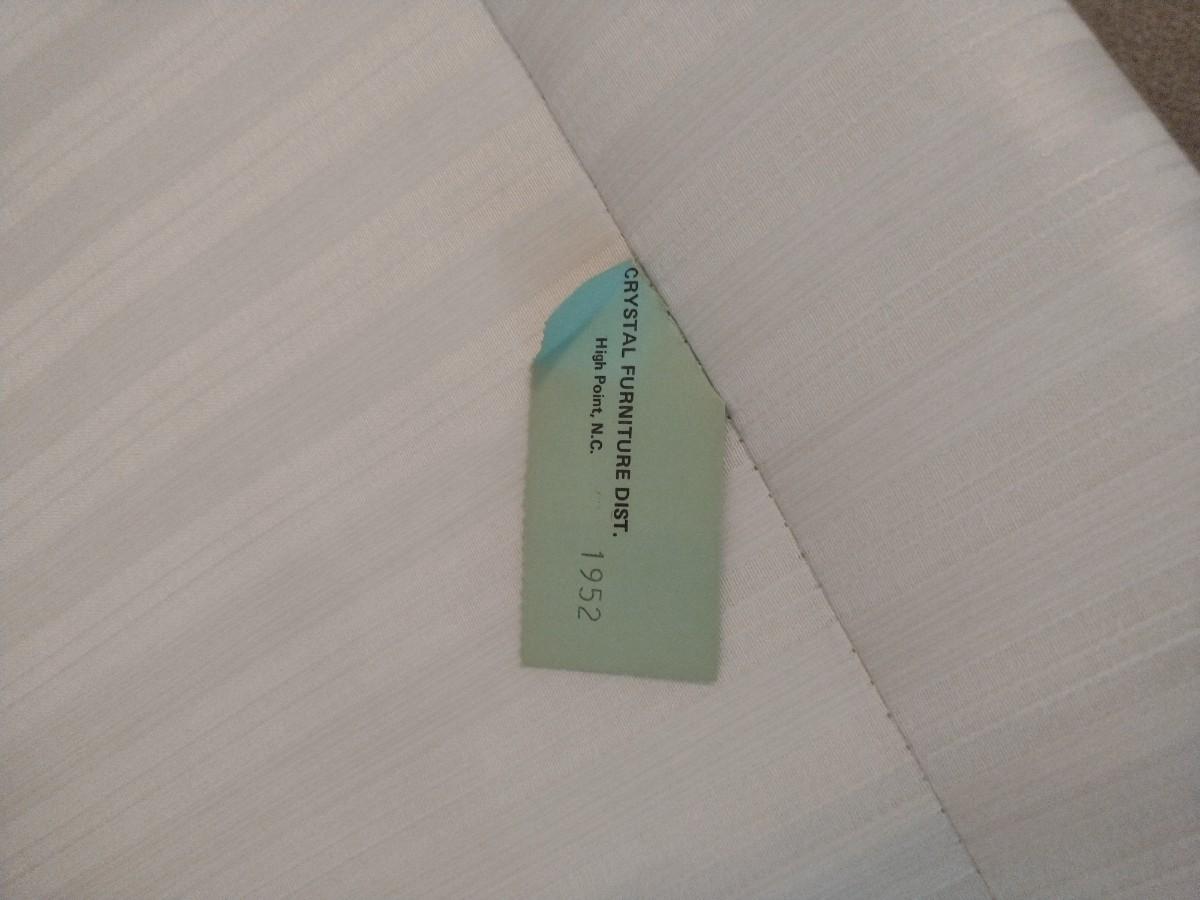 CRYSTAL FURNITURE DIST.
High Point, N.C.
1952